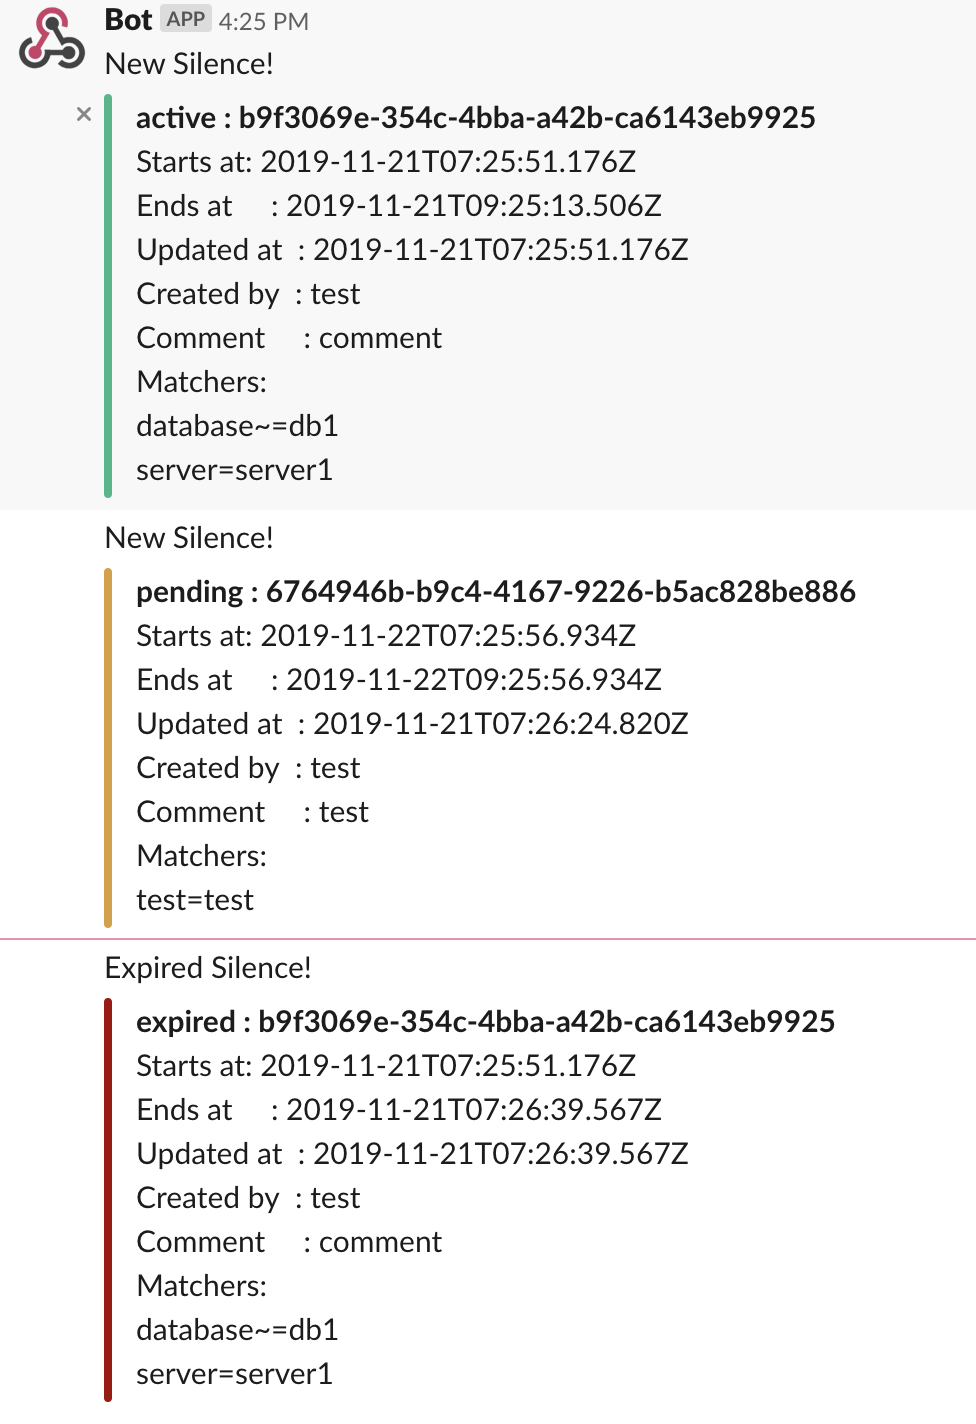 Bot APP 4:25 PM
New Silence!
active : b9f3069e-354c-4bba-a42b-ca6143eb9925
Starts at: 2019-11-21T07:25:51.176Z
Ends at : 2019-11-21T09:25:13.506Z
Updated at : 2019-11-21T07:25:51.176Z
Created by : test
Comment : comment
Matchers:
database~=db1
server=server1
New Silence!
pending : 6764946b-b9c4-4167-9226-b5ac828be886
Starts at: 2019-11-22T07:25:56.934Z
Ends at : 2019-11-22T09:25:56.934Z
Updated at : 2019-11-21T07:26:24.820Z
Created by : test
Comment : test
Matchers:
test=test
Expired Silence!
expired : b9f3069e-354c-4bba-a42b-ca6143eb9925
Starts at: 2019-11-21T07:25:51.176Z
Ends at : 2019-11-21T07:26:39.567Z
Updated at : 2019-11-21T07:26:39.567Z
Created by : test
Comment : comment
Matchers:
database~=db1
server=server1